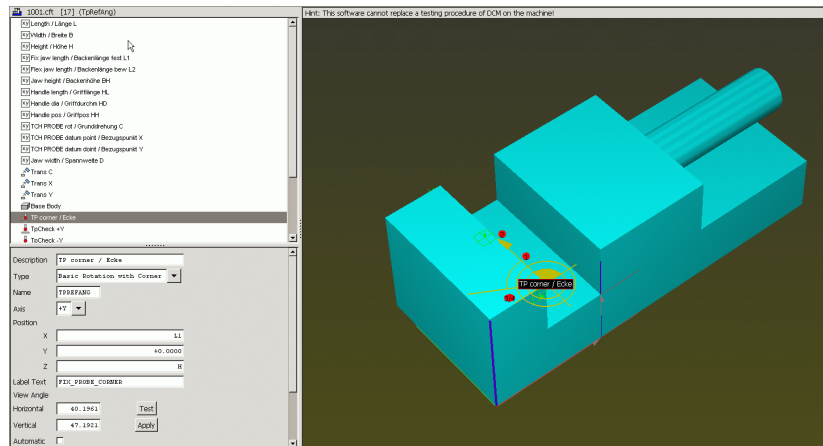 1001.cft [17] (TpRefAng)
Hint: This software cannot replace a testing procedure of DCM on the machine!
Length / Länge L
Width / Breite B
Height / Höhe H
Fix jaw length / Backenlänge fest L1
Flex jaw length / Backenlänge bew L2
Jaw height / Backenhöhe BH
Handle length / Grifflänge HL
Handle dia / Griffdurchm HD
Handle pos / Griffpos HH
TCH PROBE rot / Grunddrehung C
TCH PROBE datum point / Bezugspunkt X
TCH PROBE datum doint / Bezugspunkt Y
Jaw width / Spannweite D
Trans C
Trans X
Trans Y
Base Body
TP corner / Ecke
TpCheck +Y
TpCheck -Y
Description TP corner / Ecke
Type Basic Rotation with Corner
Name TPREFANG
Axis +Y
Position
X L1
Y +0.0000
Z H
Label Text FIX_PROBE_CORNER
View Angle
Horizontal 40.1961 Test
Vertical 47.1921 Apply
Automatic
2
1
TP corner / Ecke
3/4